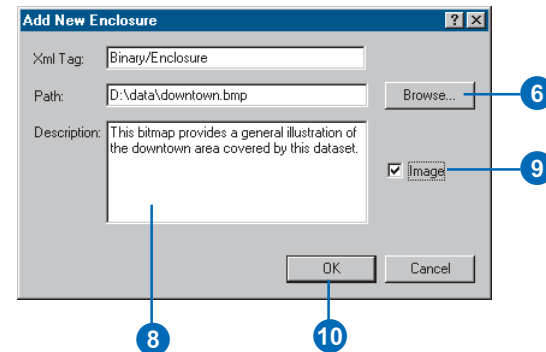 Add New Enclosure ? X
Xml Tag: Binary/Enclosure
Path: D:\data\downtown.bmp Browse... 6
Description: This bitmap provides a general illustration of
the downtown area covered by this dataset.
Image 9
OK Cancel
8 10